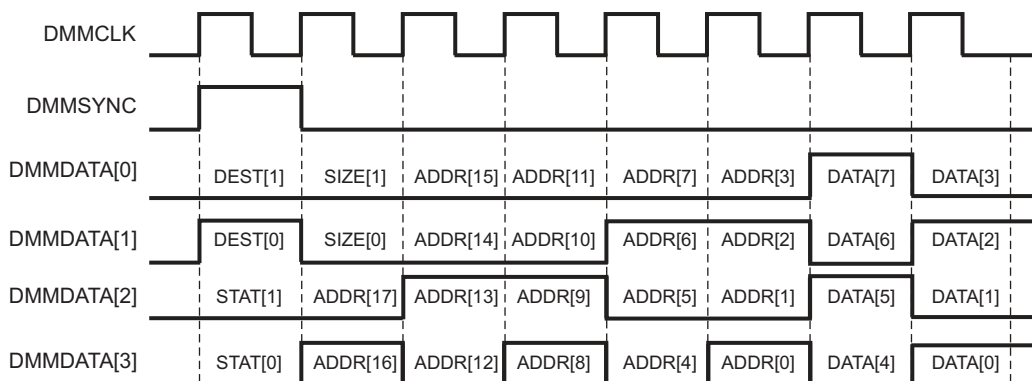 DMMCLK
DMMSYNC
DMMDATA[0] DEST[1] SIZE[1] ADDR[15] ADDR[11] ADDR[7] ADDR[3] DATA[7] DATA[3]
DMMDATA[1] DEST[0] SIZE[0] ADDR[14] ADDR[10] ADDR[6] ADDR[2] DATA[6] DATA[2]
DMMDATA[2] STAT[1] ADDR[17] ADDR[13] ADDR[9] ADDR[5] ADDR[1] DATA[5] DATA[1]
DMMDATA[3] STAT[0] ADDR[16] ADDR[12] ADDR[8] ADDR[4] ADDR[0] DATA[4] DATA[0]